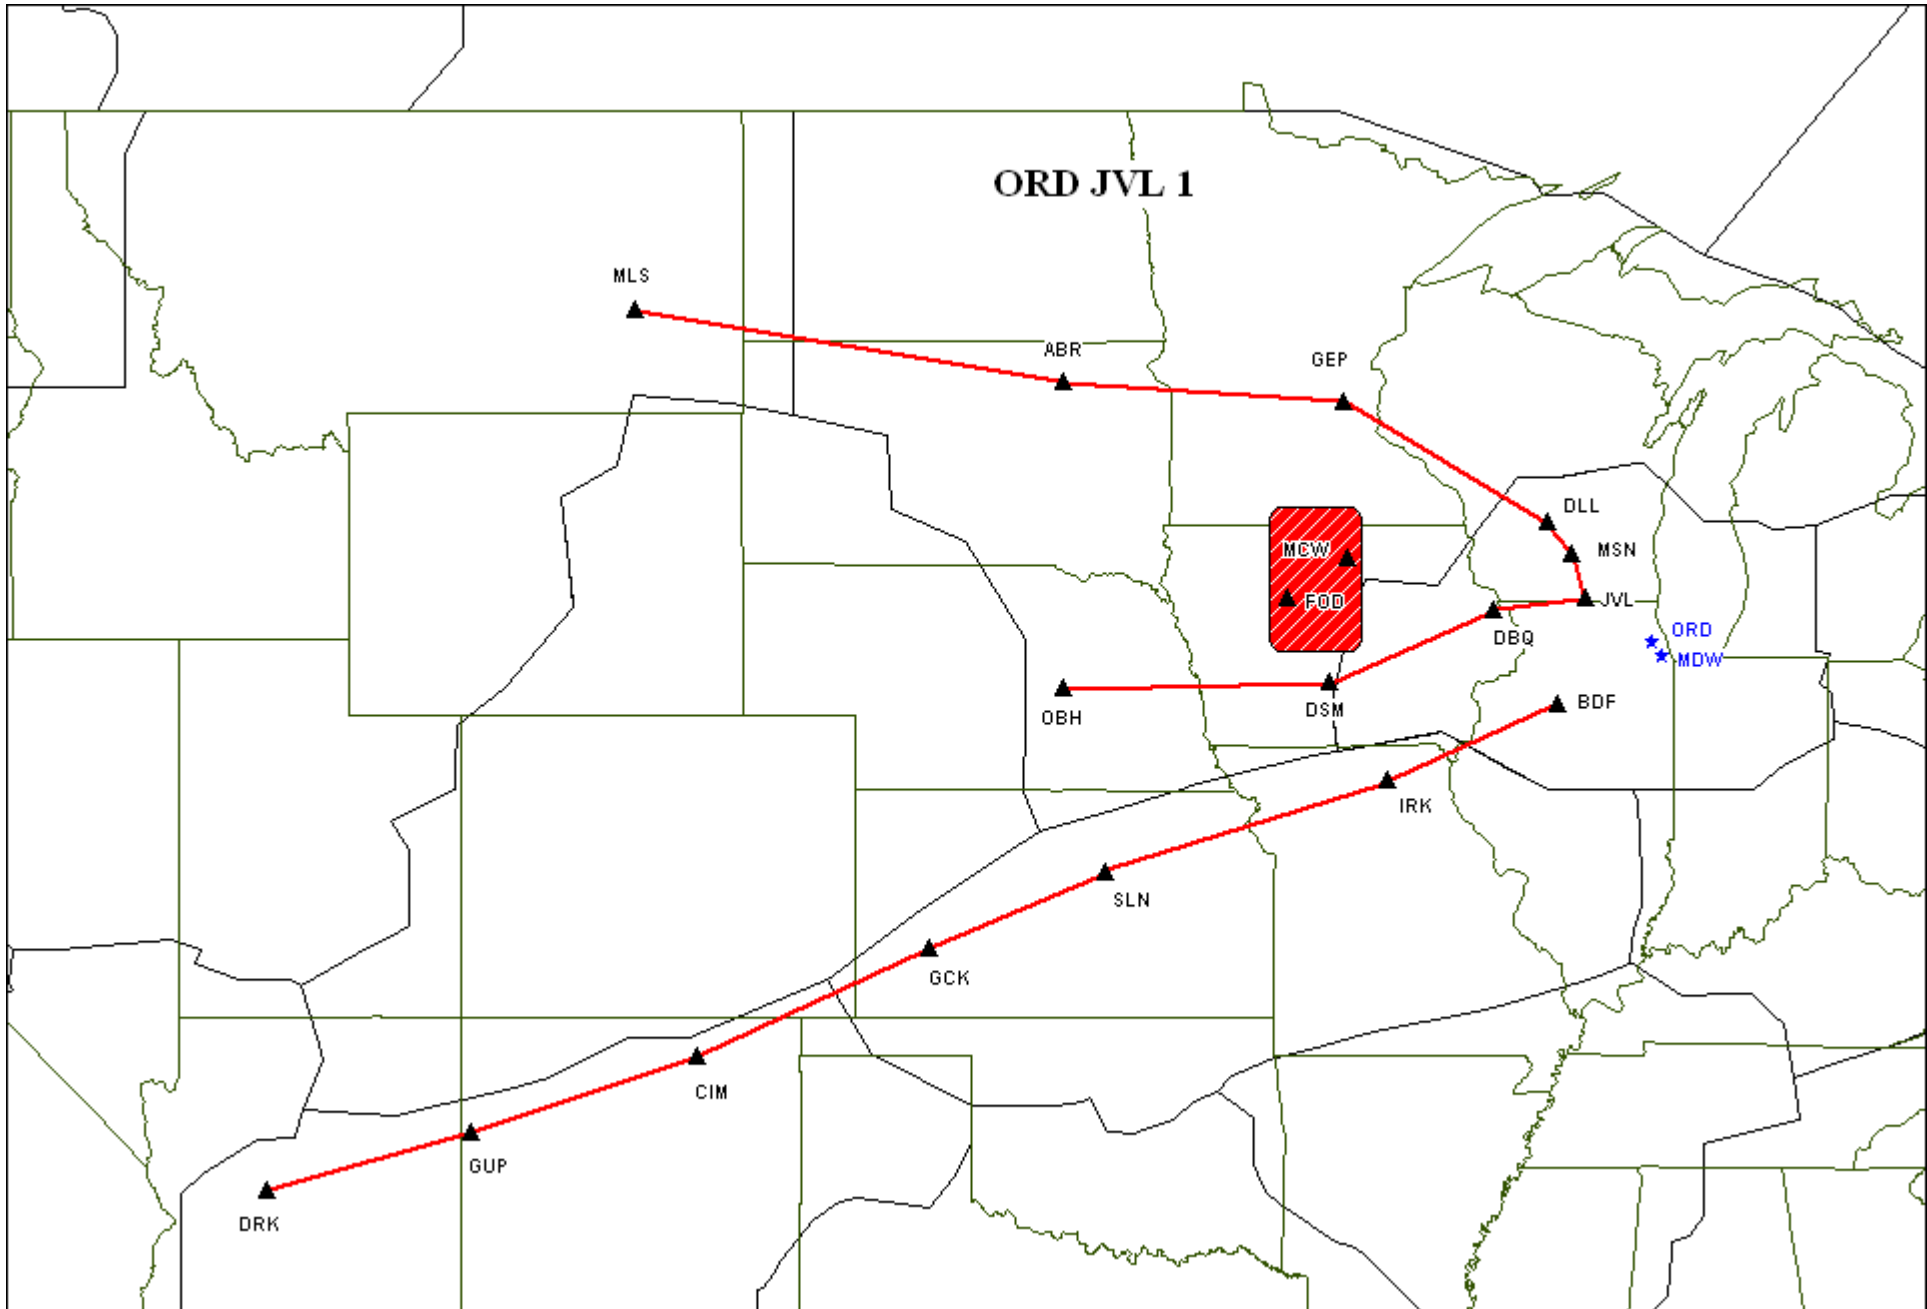 ORD JVL 1
MLS
ABR
GEP
DLL
MCW
MSN
FOD
JVL
DBQ
ORD
MDW
OBH
DSM
BDF
IRK
SLN
GCK
CIM
GUP
DRK